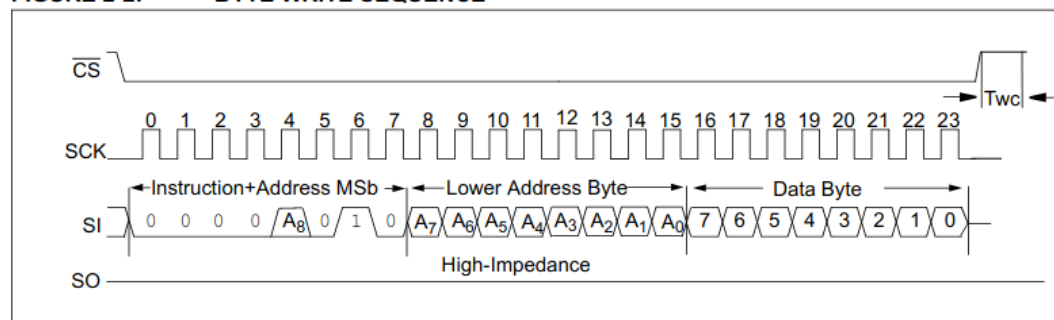 CS
Twc
0 1 2 3 4 5 6 7 8 9 10 11 12 13 14 15 16 17 18 19 20 21 22 23
SCK
Instruction+Address MSb Lower Address Byte Data Byte
SI 0 0 0 0 A8 0 1 0 A7 A6 A5 A4 A3 A2 A1 A0 7 6 5 4 3 2 1 0
High-Impedance
SO